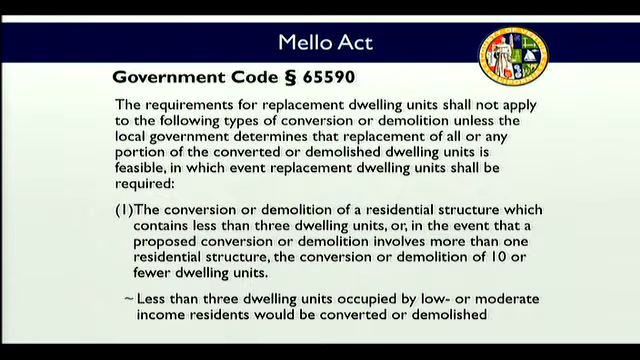 Mello Act
Government Code § 65590
The requirements for replacement dwelling units shall not apply
to the following types of conversion or demolition unless the
local government determines that replacement of all or any
portion of the converted or demolished dwelling units is
feasible, in which event replacement dwelling units shall be
required:
(1)The conversion or demolition of a residential structure which
contains less than three dwelling units, or, in the event that a
proposed conversion or demolition involves more than one
residential structure, the conversion or demolition of 10 or
fewer dwelling units.
~ Less than three dwelling units occupied by low- or moderate
income residents would be converted or demolished